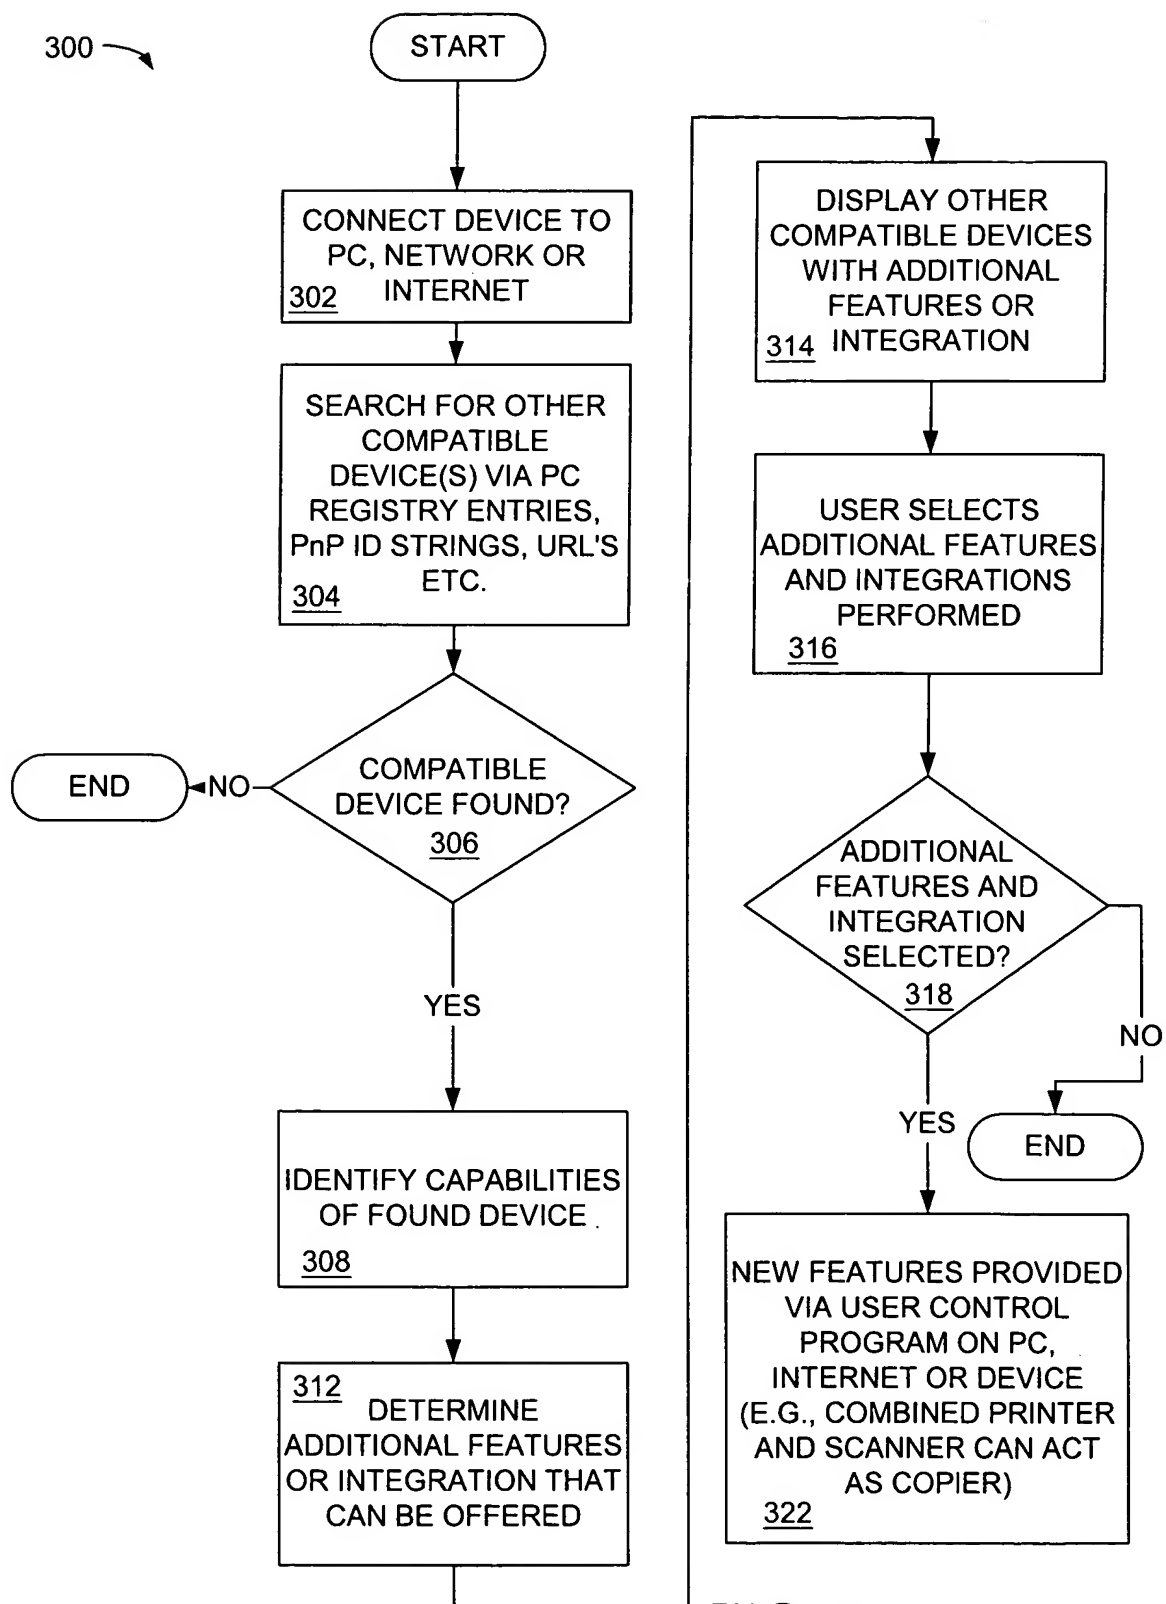 300
START
CONNECT DEVICE TO
PC, NETWORK OR
INTERNET
302
SEARCH FOR OTHER
COMPATIBLE
DEVICE(S) VIA PC
REGISTRY ENTRIES,
PnP ID STRINGS, URL'S
ETC.
304
COMPATIBLE
DEVICE FOUND?
306
NO
END
YES
IDENTIFY CAPABILITIES
OF FOUND DEVICE
308
312
DETERMINE
ADDITIONAL FEATURES
OR INTEGRATION THAT
CAN BE OFFERED
DISPLAY OTHER
COMPATIBLE DEVICES
WITH ADDITIONAL
FEATURES OR
INTEGRATION
314
USER SELECTS
ADDITIONAL FEATURES
AND INTEGRATIONS
PERFORMED
316
ADDITIONAL
FEATURES AND
INTEGRATION
SELECTED?
318
NO
END
YES
NEW FEATURES PROVIDED
VIA USER CONTROL
PROGRAM ON PC,
INTERNET OR DEVICE
(E.G., COMBINED PRINTER
AND SCANNER CAN ACT
AS COPIER)
322